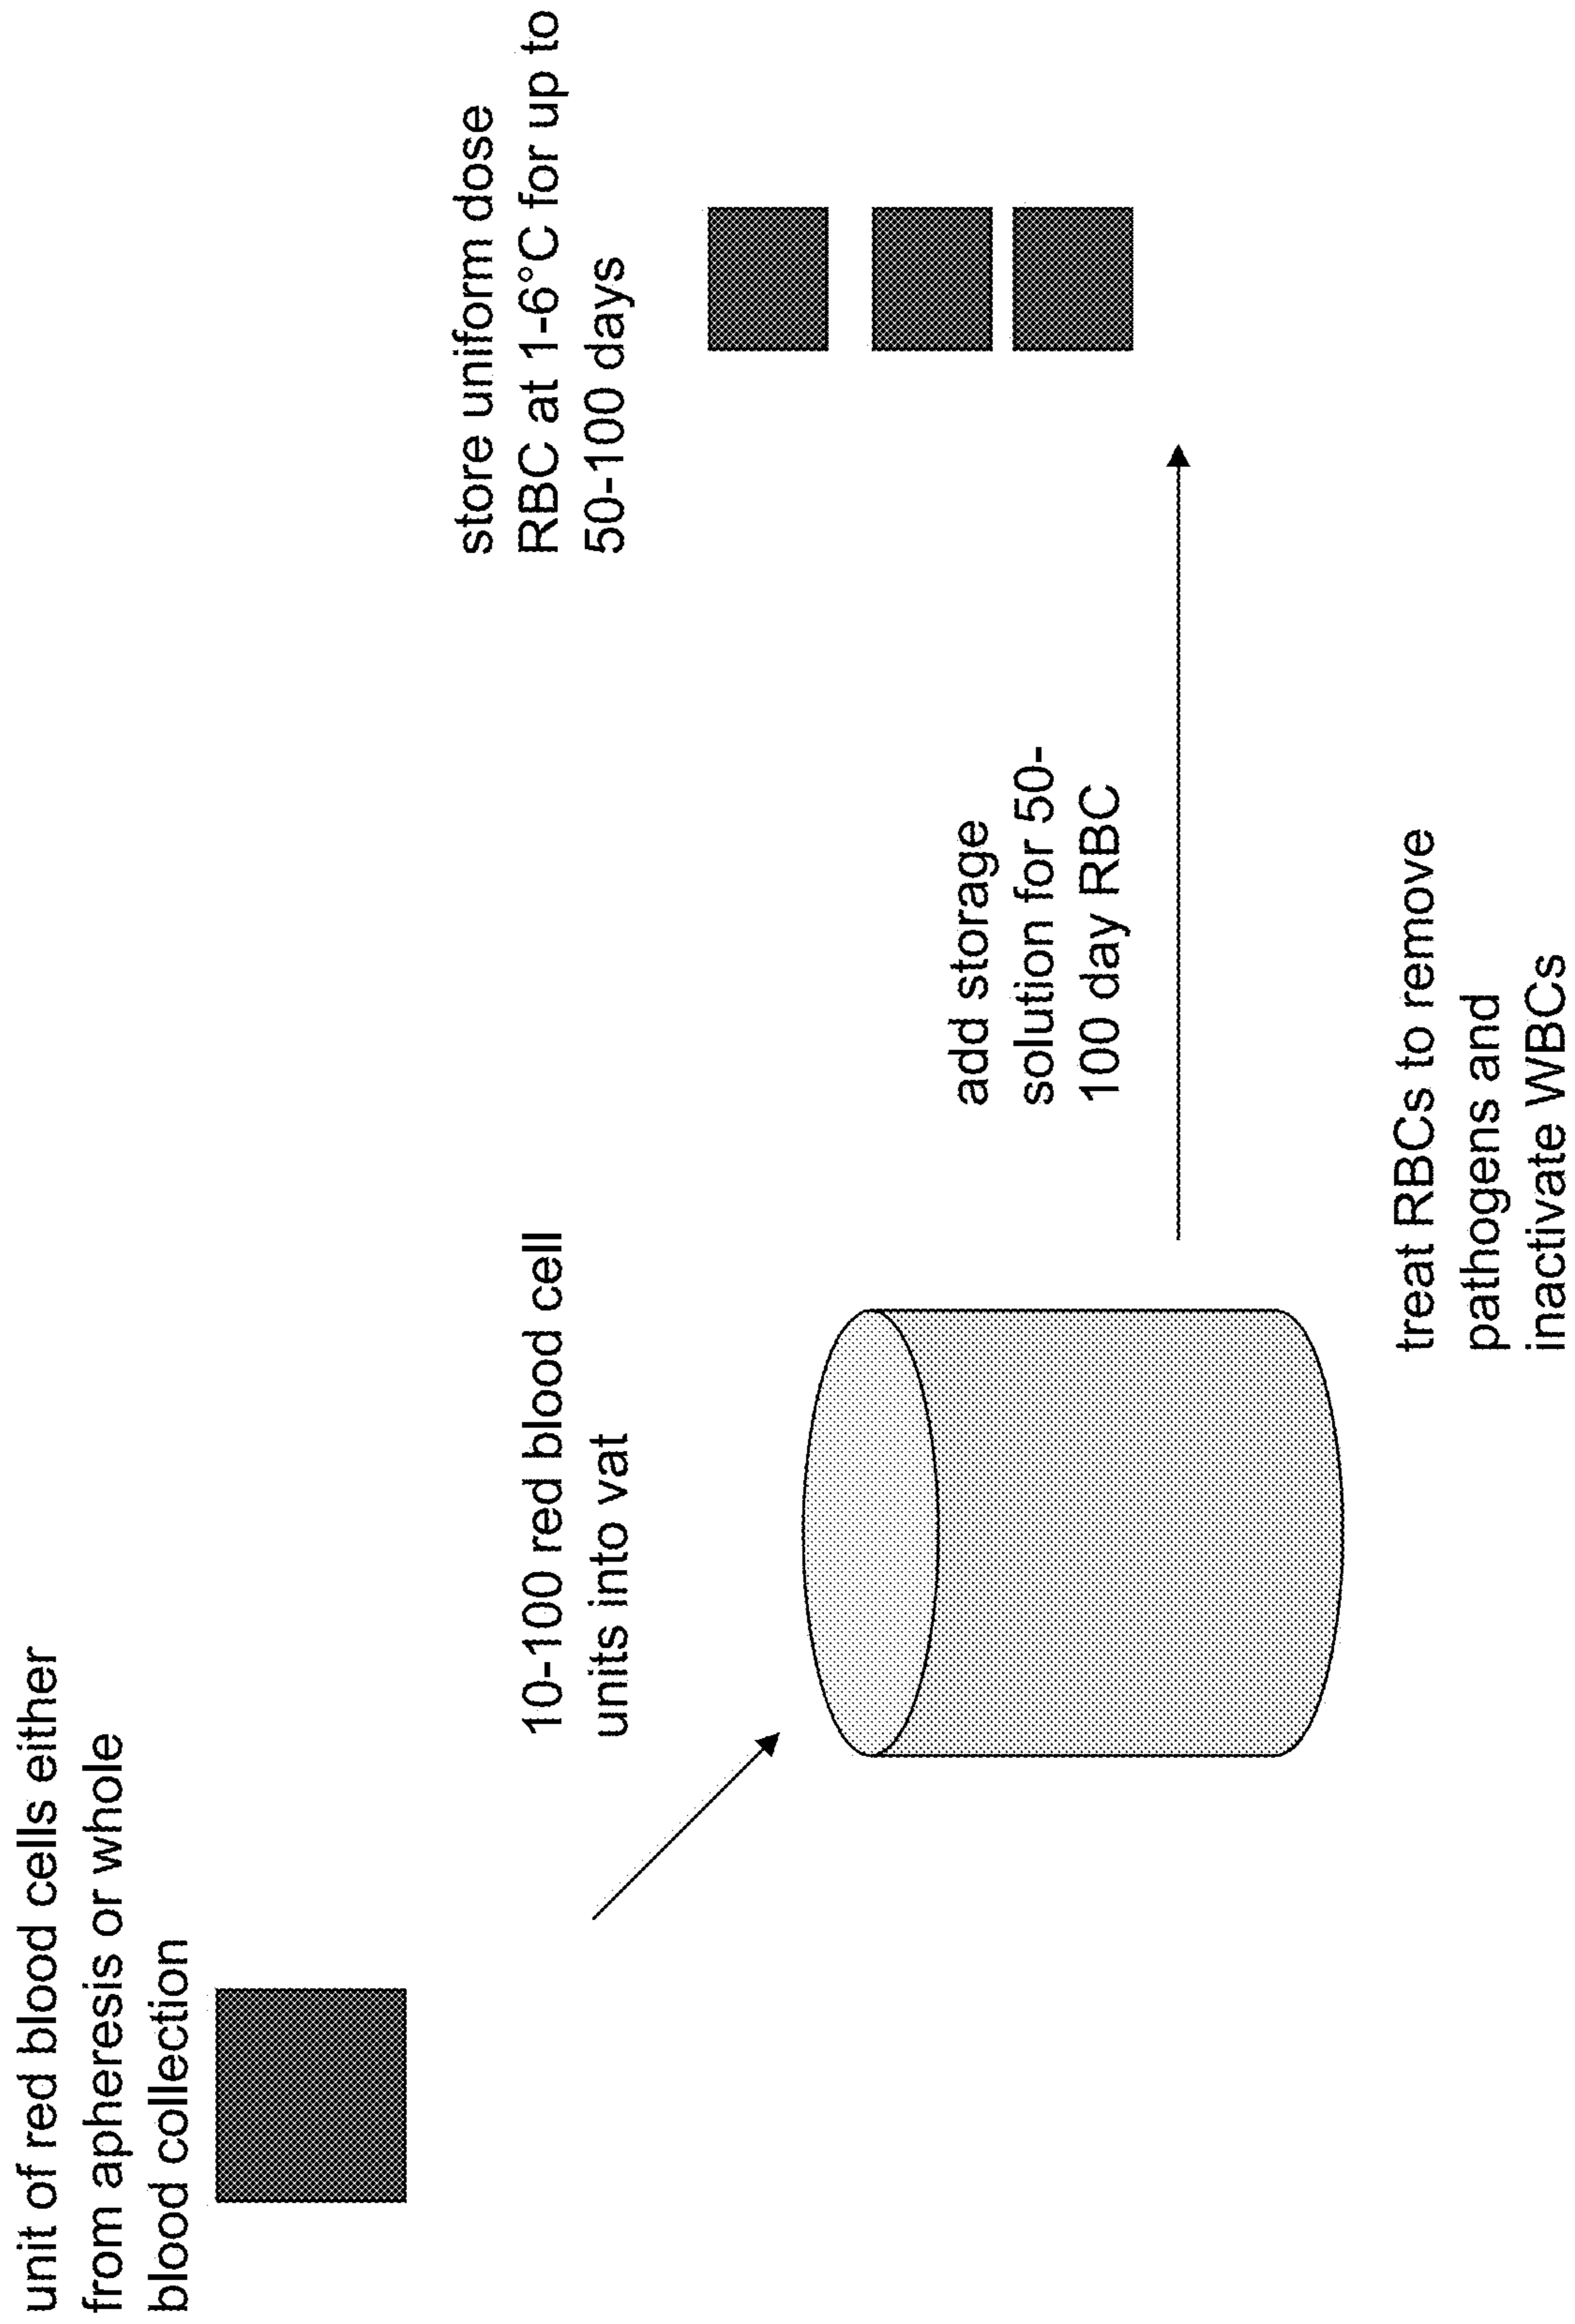 unit of red blood cells either
from apheresis or whole
blood collection
10-100 red blood cell
units into vat
treat RBCs to remove
pathogens and
inactivate WBCs
add storage
solution for 50-
100 day RBC
store uniform dose
RBC at 1-6°C for up to
50-100 days